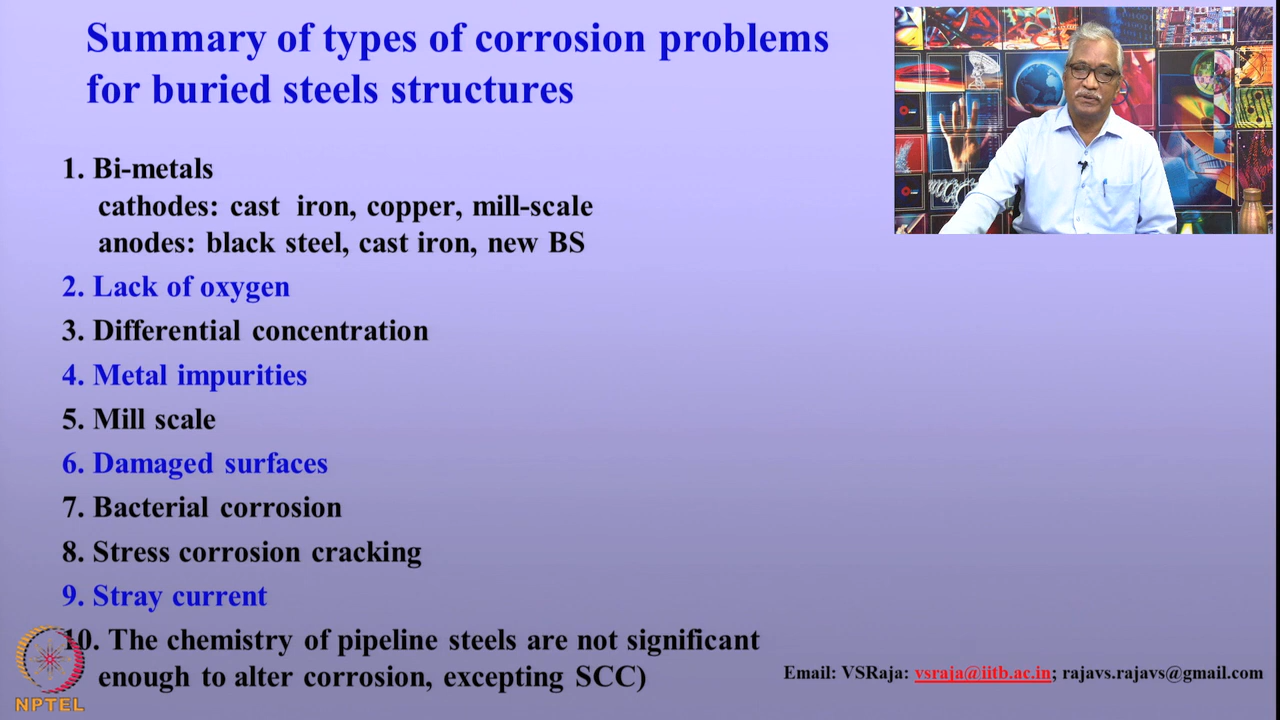 Summary of types of corrosion problems
for buried steels structures
1. Bi-metals
cathodes: cast iron, copper, mill-scale
anodes: black steel, cast iron, new BS
2. Lack of oxygen
3. Differential concentration
4. Metal impurities
5. Mill scale
6. Damaged surfaces
7. Bacterial corrosion
8. Stress corrosion cracking
9. Stray current
10. The chemistry of pipeline steels are not significant
enough to alter corrosion, excepting SCC)
Email: VSRaja: vsraja@iitb.ac.in; rajavs.rajavs@gmail.com
NPTEL